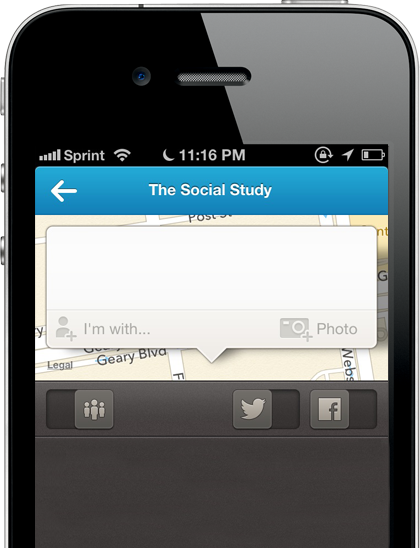 Sprint 11:16 PM
The Social Study
Post St
I'm with... Photo
Geary Blvd
Legal
Webs